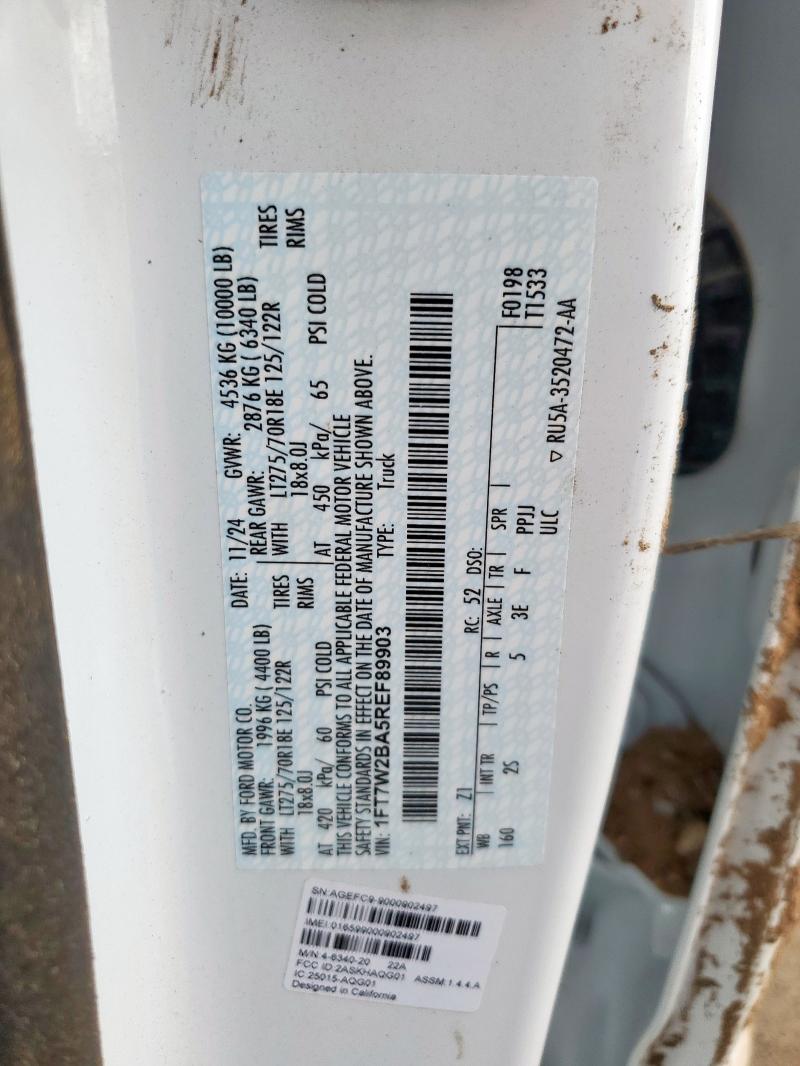 MFD. BY FORD MOTOR CO.
DATE: 11/24 GVWR: 4536 KG (10000 LB)
FRONT GAWR: 1996 KG ( 4400 LB)
REAR GAWR: 2876 KG ( 6340 LB)
WITH LT275/70R18E 125/122R TIRES
WITH LT275/70R18E 125/122R TIRES
18x8.0J RIMS
18x8.0J RIMS
AT 420 kPa/ 60 PSI COLD
AT 450 kPa/ 65 PSI COLD
THIS VEHICLE CONFORMS TO ALL APPLICABLE FEDERAL MOTOR VEHICLE
SAFETY STANDARDS IN EFFECT ON THE DATE OF MANUFACTURE SHOWN ABOVE.
VIN: 1FT7W2BA5REF89903 TYPE: Truck
EXT PNT: Z1 RC: 52 DSO:
WB INT TR TP/PS R AXLE TR SPR F0198
160 2S 5 3E F PPJJ T1533
ULC
▽ RU5A-3520472-AA
SN:AGEFC9-9000902497
IMEI:016599000902497
M/N 4-6340-20 22A
FCC ID:2ASKHAQG01 ASSM:1.4.4.A
IC 25015-AQG01
Designed in California